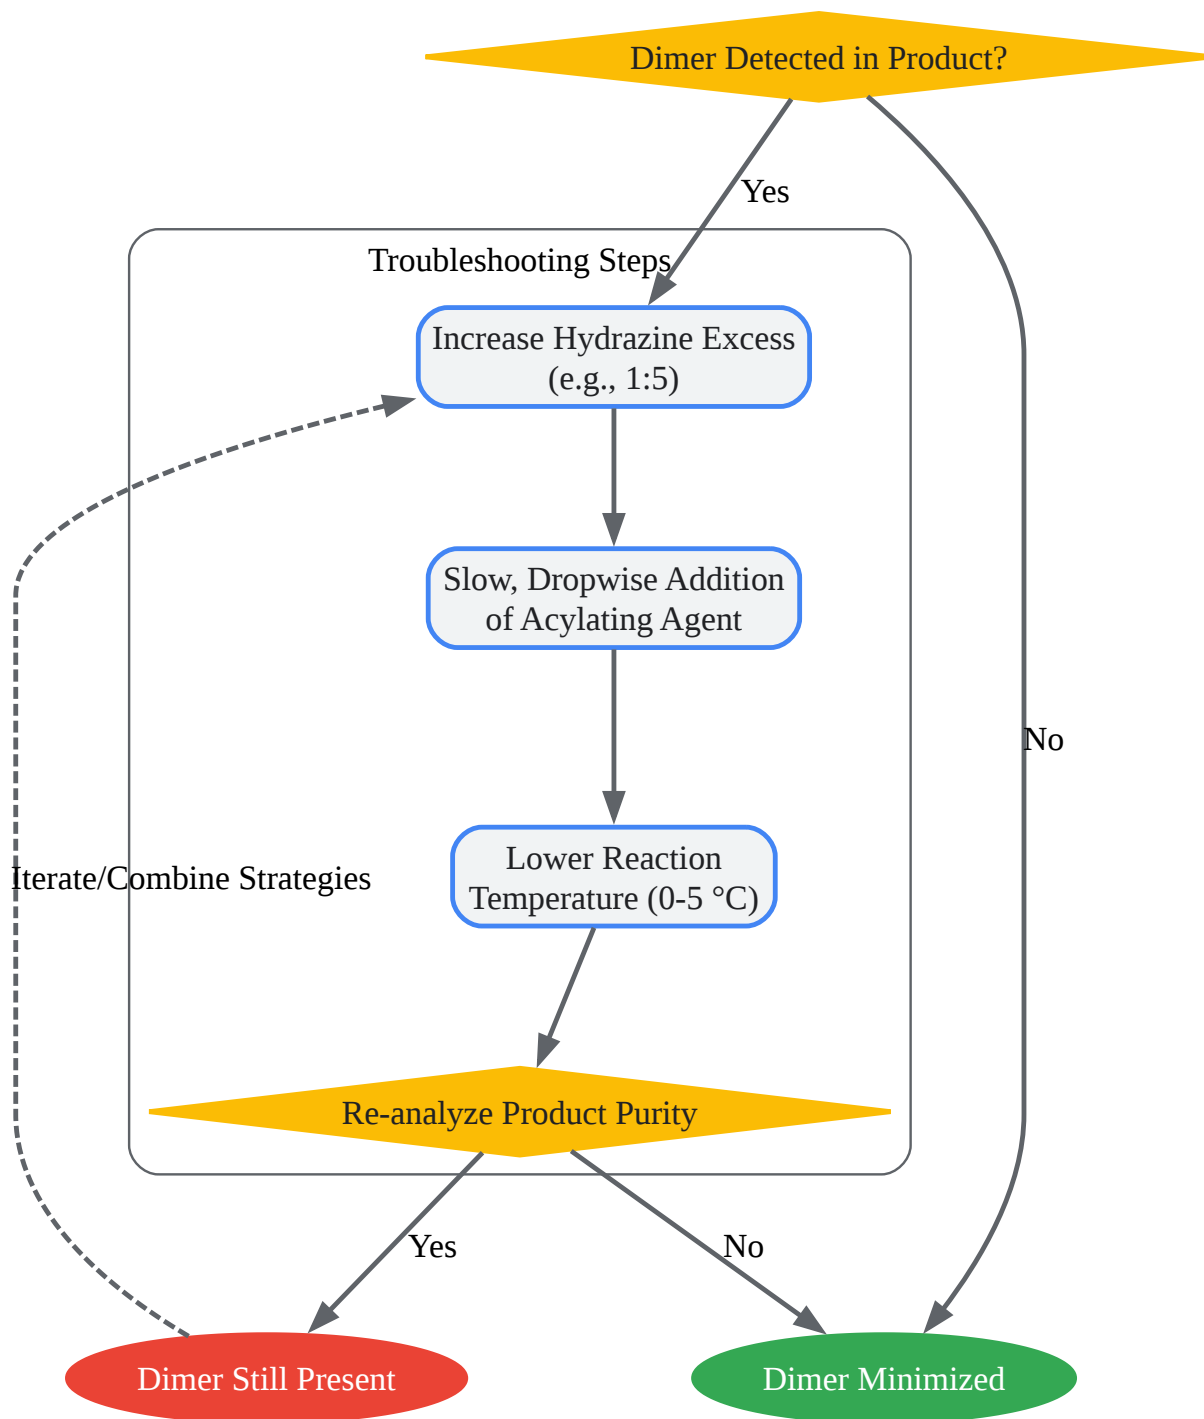 Dimer Detected in Product?
Yes
Troubleshooting Steps
Increase Hydrazine Excess
(e.g., 1:5)
Slow, Dropwise Addition
of Acylating Agent
No
Lower Reaction
Temperature (0-5 °C)
Iterate/Combine Strategies
Re-analyze Product Purity
Yes
No
Dimer Still Present
Dimer Minimized